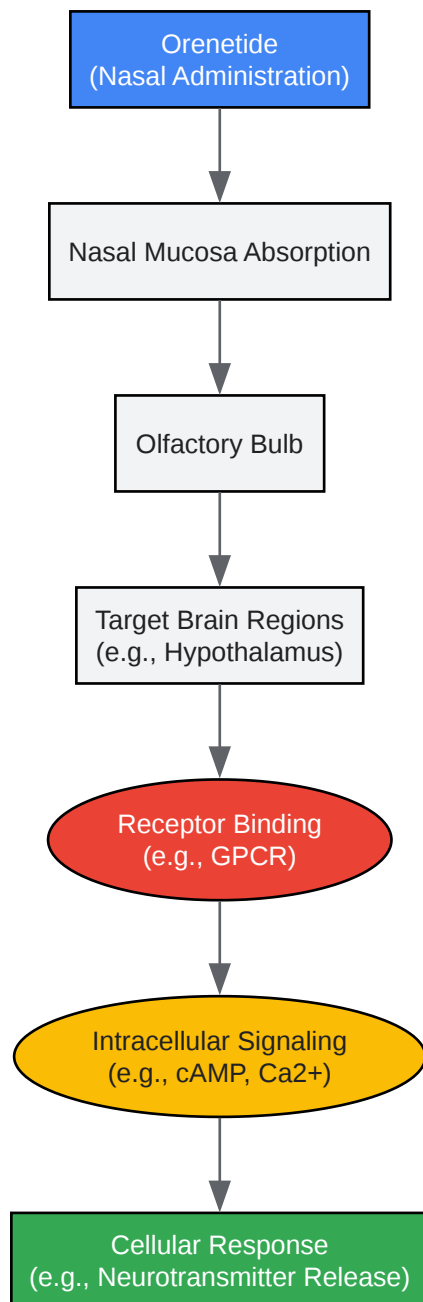 Orenetide
(Nasal Administration)
Nasal Mucosa Absorption
Olfactory Bulb
Target Brain Regions
(e.g., Hypothalamus)
Receptor Binding
(e.g., GPCR)
Intracellular Signaling
(e.g., cAMP, Ca2+)
Cellular Response
(e.g., Neurotransmitter Release)